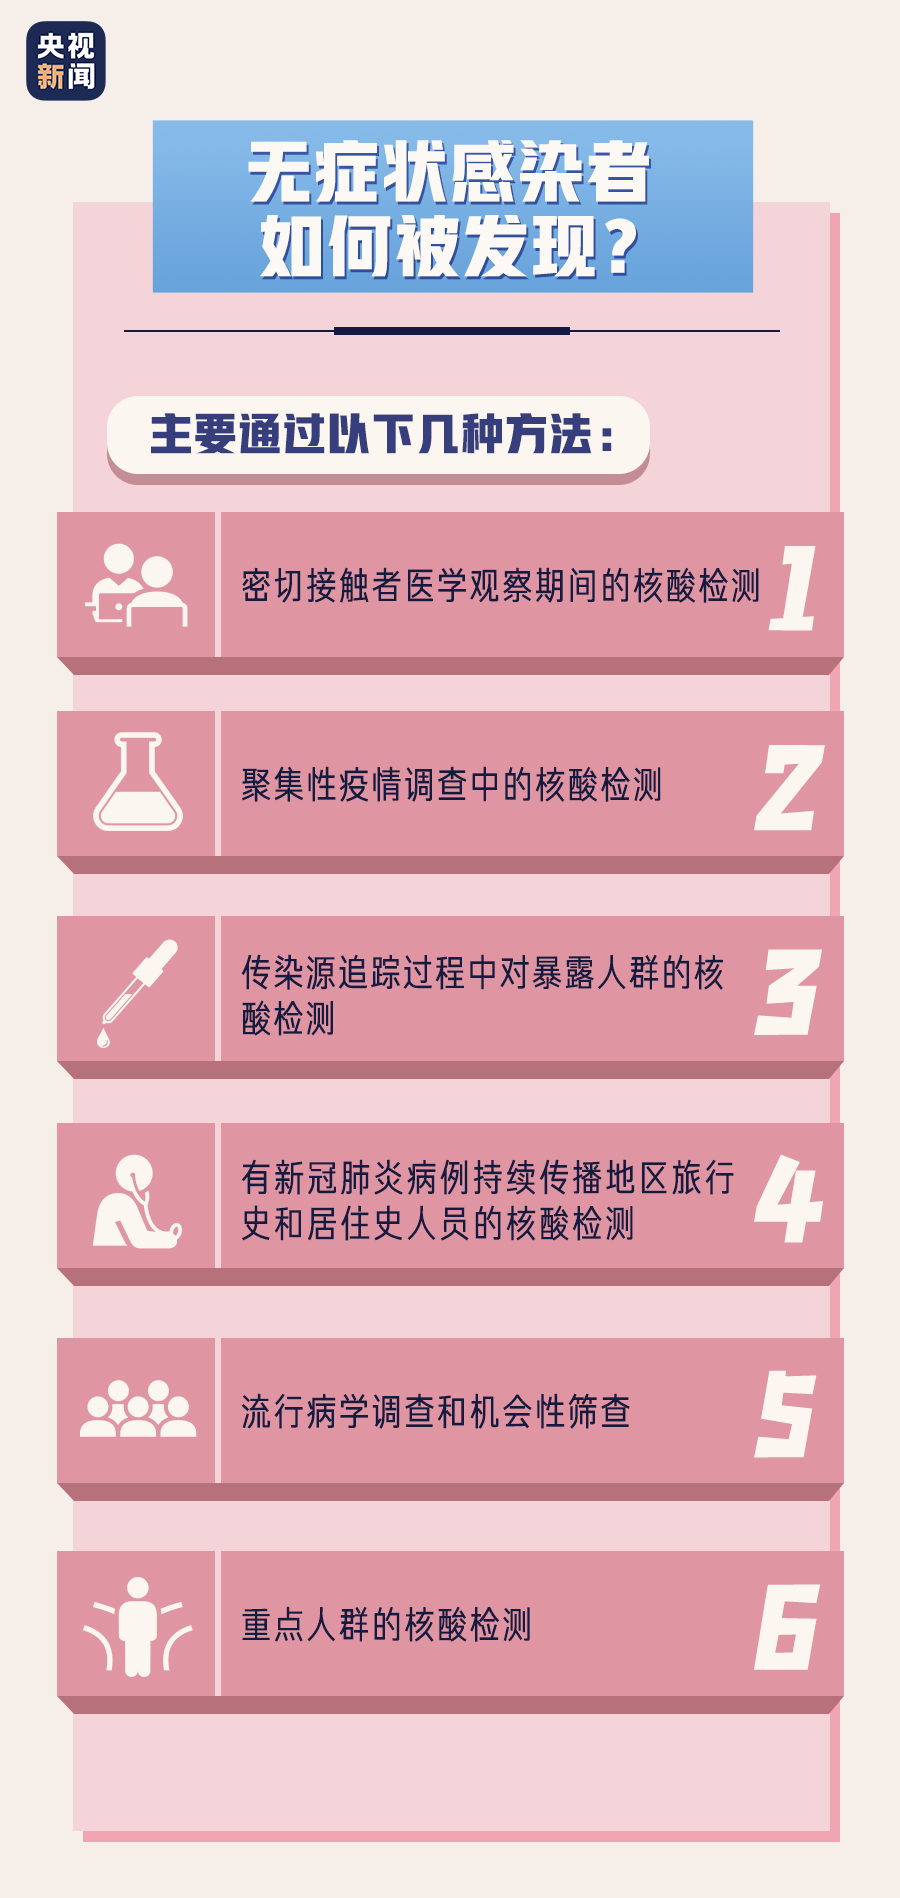 央视
新闻
无症状感染者
如何被发现?
主要通过以下几种方法:
密切接触者医学观察期间的核酸检测
1
聚集性疫情调查中的核酸检测
2
传染源追踪过程中对暴露人群的核
酸检测
3
有新冠肺炎病例持续传播地区旅行
史和居住史人员的核酸检测
4
流行病学调查和机会性筛查
5
重点人群的核酸检测
6